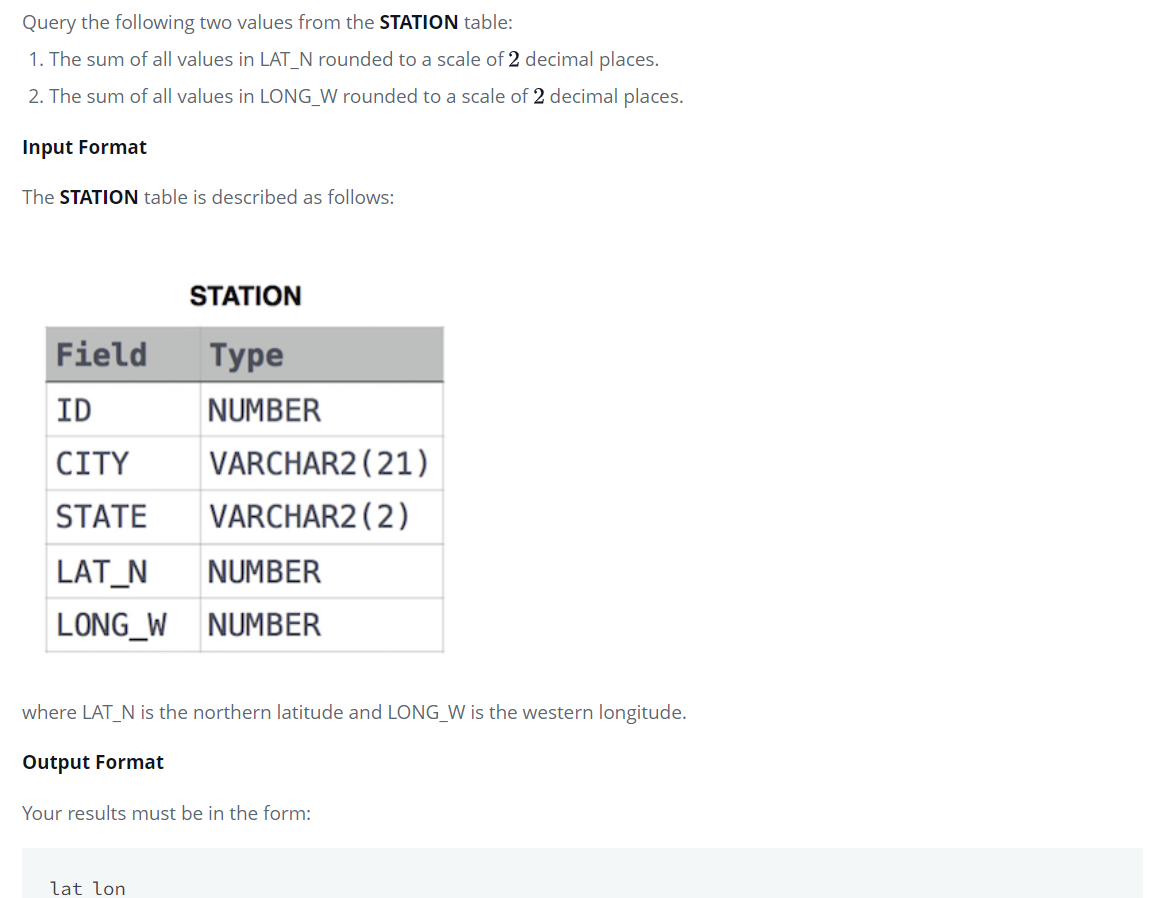 Query the following two values from the STATION table:
1. The sum of all values in LAT_N rounded to a scale of 2 decimal places.
2. The sum of all values in LONG_W rounded to a scale of 2 decimal places.
Input Format
The STATION table is described as follows:
STATION
Field Type
ID NUMBER
CITY VARCHAR2(21)
STATE VARCHAR2(2)
LAT_N NUMBER
LONG_W NUMBER
where LAT_N is the northern latitude and LONG_W is the western longitude.
Output Format
Your results must be in the form:
lat lon